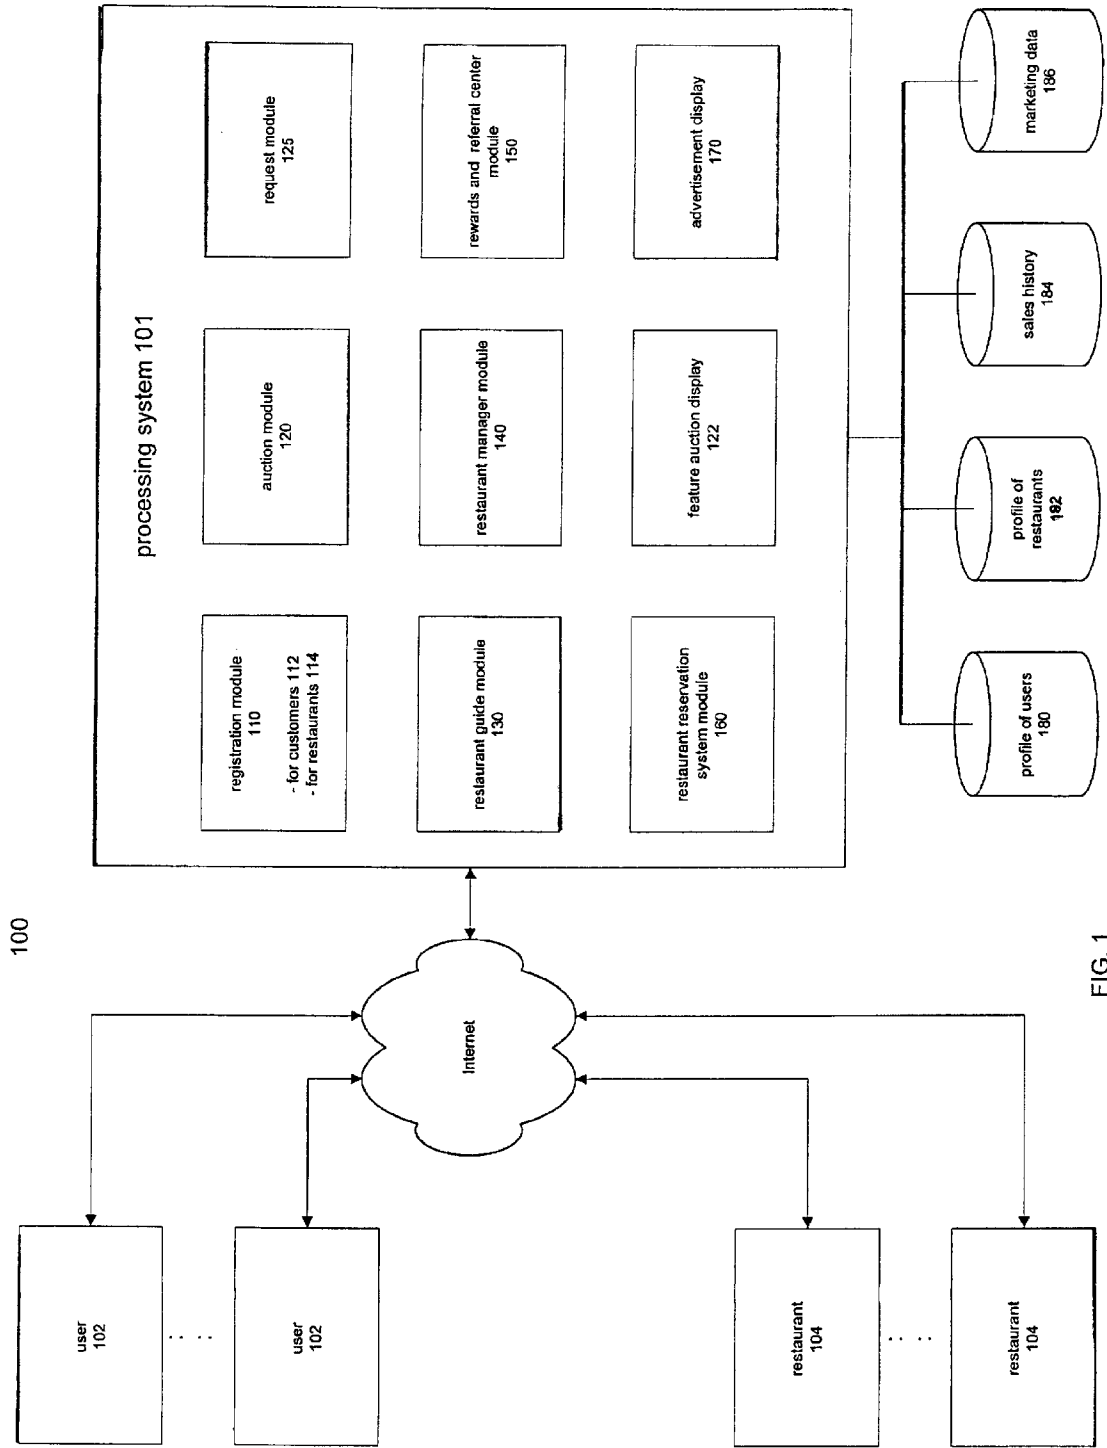 100
processing system 101
registration module
110
- for customers 112
- for restaurants 114
auction module
120
request module
125
restaurant guide module
130
restaurant manager module
140
rewards and referral center
module
150
restaurant reservation
system module
160
feature auction display
122
advertisement display
170
user
102
. . . .
user
102
Internet
restaurant
104
. . . .
restaurant
104
profile of users
180
profile of
restaurants
182
sales history
184
marketing data
186
FIG. 1